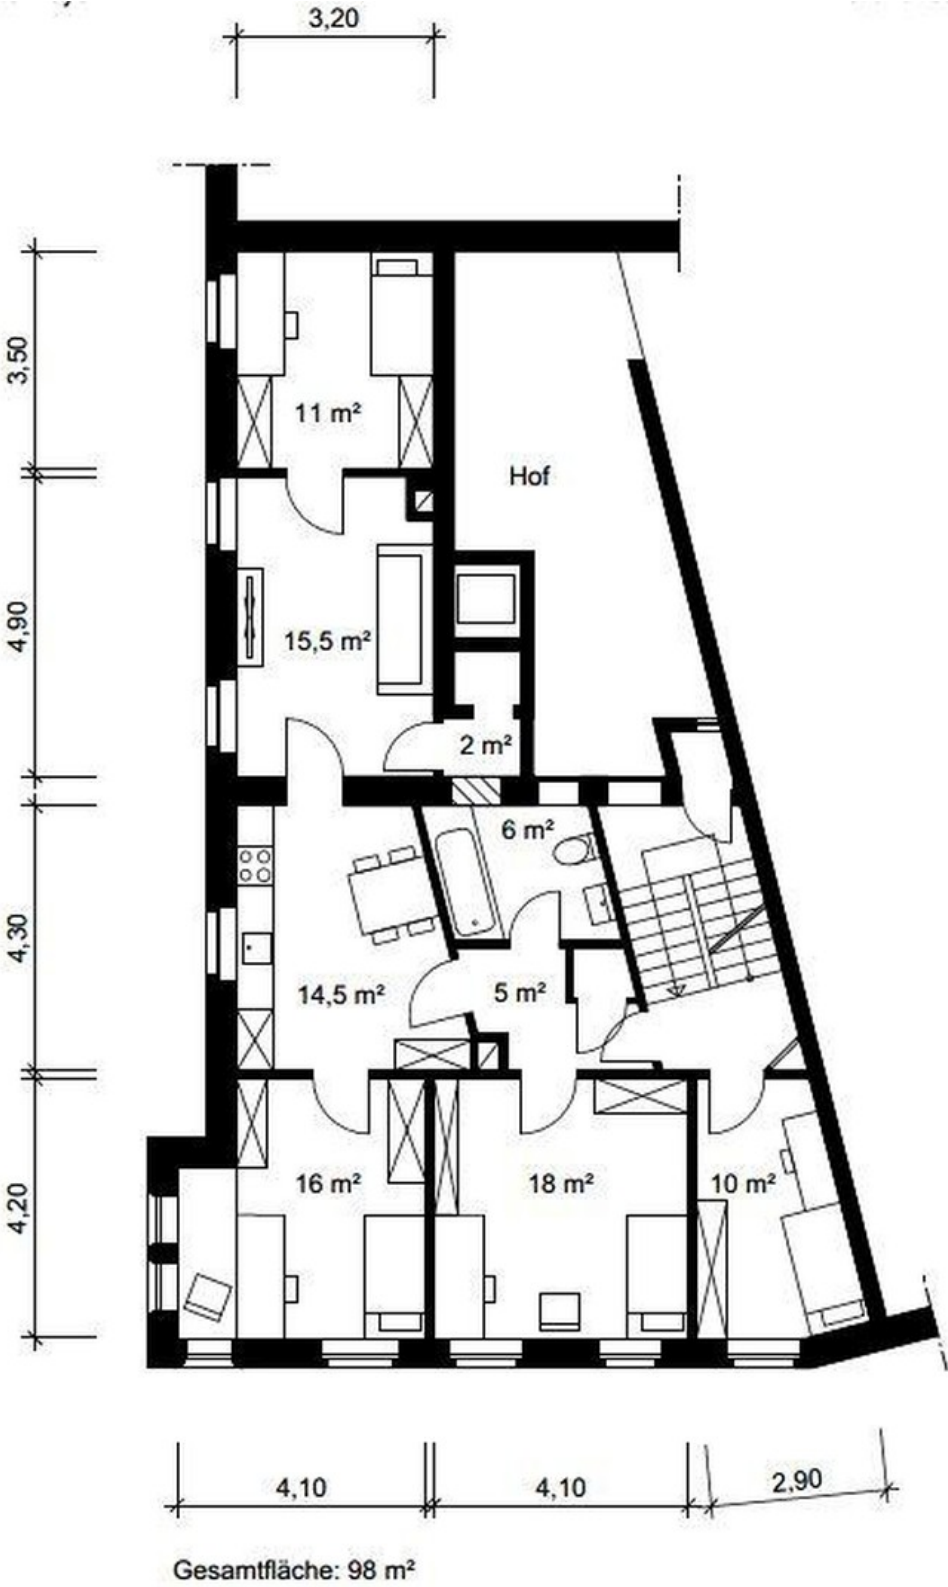 3,20
3,50
11 m²
Hof
4,90
15,5 m²
2 m²
6 m²
4,30
14,5 m²
5 m²
4,20
16 m²
18 m²
10 m²
4,10
4,10
2,90
Gesamtfläche: 98 m²